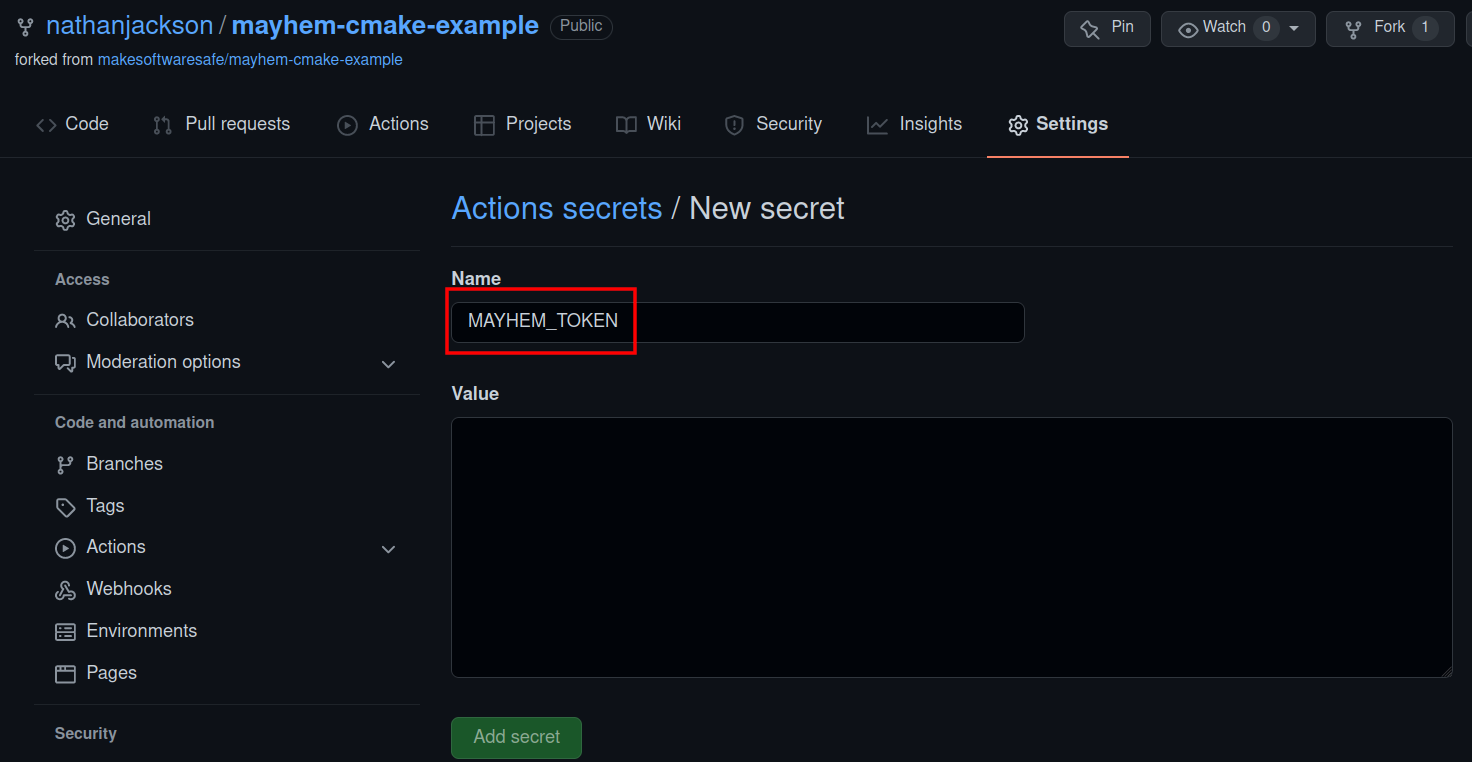 nathanjackson / mayhem-cmake-example Public
Pin
Watch 0
Fork 1
forked from makesoftwaresafe/mayhem-cmake-example
Code
Pull requests
Actions
Projects
Wiki
Security
Insights
Settings
General
Access
Collaborators
Moderation options
Code and automation
Branches
Tags
Actions
Webhooks
Environments
Pages
Security
Actions secrets / New secret
Name
MAYHEM_TOKEN
Value
Add secret